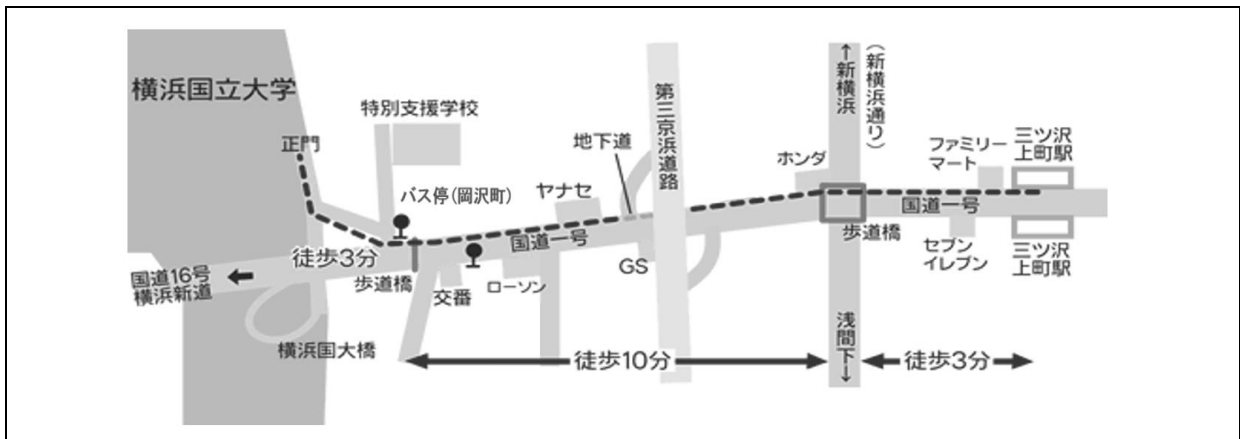 横浜国立大学
正門
特別支援学校
バス停(岡沢町)
徒歩3分
国道16号
横浜新道
横浜国大橋
歩道橋
交番
国道一号
ローソン
ヤナセ
地下道
GS
第三京浜道路
徒歩10分
ホンダ
↑新横浜
(新横浜通り)
歩道橋
浅間下↓
国道一号
ファミリー
マート
セブン
イレブン
三ツ沢
上町駅
三ツ沢
上町駅
徒歩3分